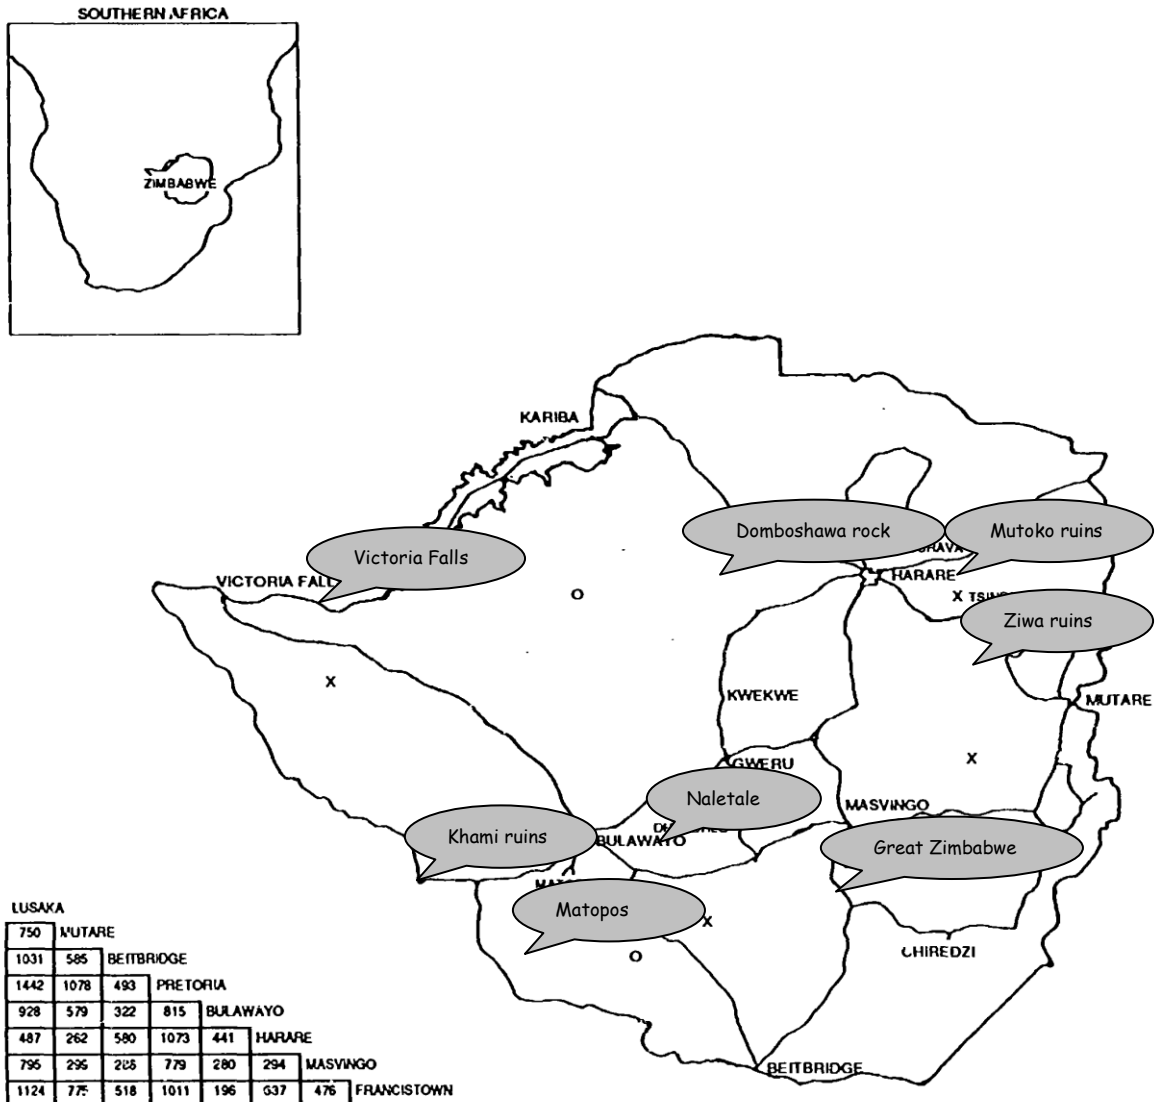 SOUTHERN AFRICA
ZIMBABWE
KARIBA
Domboshawa rock
Mutoko ruins
Victoria Falls
VICTORIA FALL
HARARE
X
O
Ziwa ruins
X
KWEKWE
MUTARE
GWERU
X
Naletale
MASVINGO
Khami ruins
BULAWAYO
Great Zimbabwe
Matopos
X
O
CHIREDZI
BEITBRIDGE
LUSAKA
750 MUTARE
1031 585 BEITBRIDGE
1442 1078 493 PRETORIA
928 579 322 815 BULAWAYO
487 262 580 1073 441 HARARE
795 295 779 280 294 MASVINGO
1124 518 1011 196 476 FRANCISTOWN